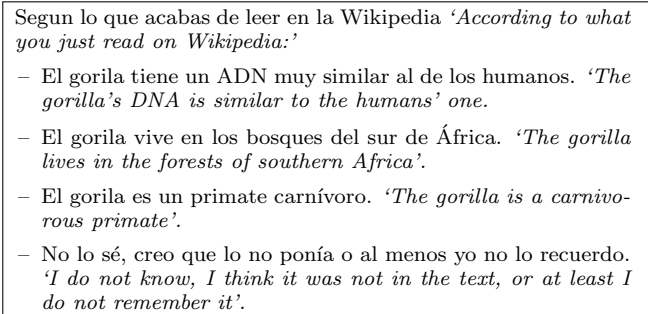 Segun lo que acabas de leer en la Wikipedia ‘According to what
you just read on Wikipedia:’
– El gorila tiene un ADN muy similar al de los humanos. ‘The
gorilla’s DNA is similar to the humans’ one.
– El gorila vive en los bosques del sur de África. ‘The gorilla
lives in the forests of southern Africa’.
– El gorila es un primate carnívoro. ‘The gorilla is a carnivo-
rous primate’.
– No lo sé, creo que lo no ponía o al menos yo no lo recuerdo.
‘I do not know, I think it was not in the text, or at least I
do not remember it’.